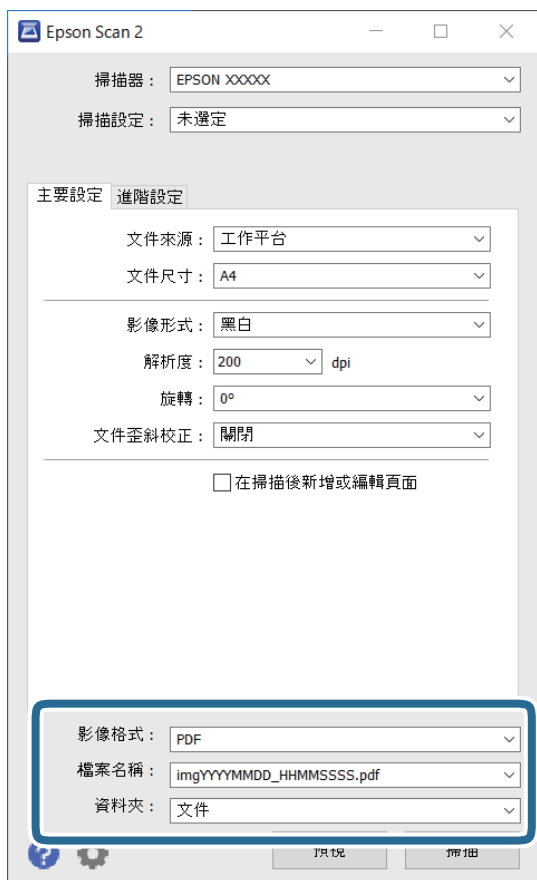 Epson Scan 2
掃描器： EPSON XXXXX
掃描設定： 未選定
主要設定 進階設定
文件來源： 工作平台
文件尺寸： A4
影像形式： 黑白
解析度： 200 dpi
旋轉： 0°
文件歪斜校正： 關閉
在掃描後新增或編輯頁面
影像格式： PDF
檔案名稱： imgYYYYMMDD_HHMMSSSS.pdf
資料夾： 文件
預視 掃描